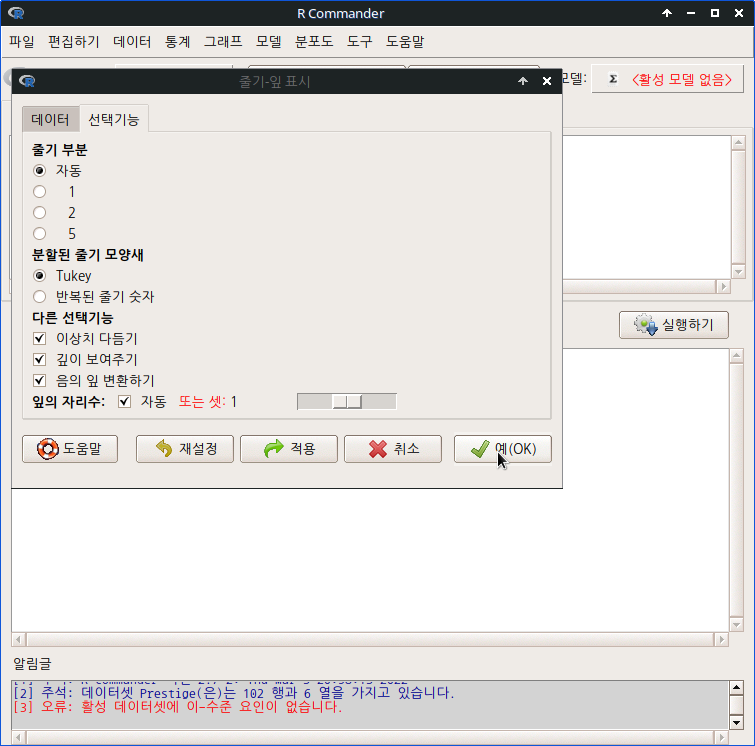 R Commander
파일 편집하기 데이터 통계 그래프 모델 분포도 도구 도움말
모델: Σ <활성 모델 없음>
줄기-잎 표시
데이터 선택기능
줄기 부분
자동
1
2
5
분할된 줄기 모양새
Tukey
반복된 줄기 숫자
다른 선택기능
이상치 다듬기
깊이 보여주기
음의 잎 변환하기
잎의 자리수: 자동 또는 셋: 1
도움말 재설정 적용 취소 예(OK)
실행하기
알림글
[2] 주석: 데이터셋 Prestige(은)는 102 행과 6 열을 가지고 있습니다.
[3] 오류: 활성 데이터셋에 이-수준 요인이 없습니다.